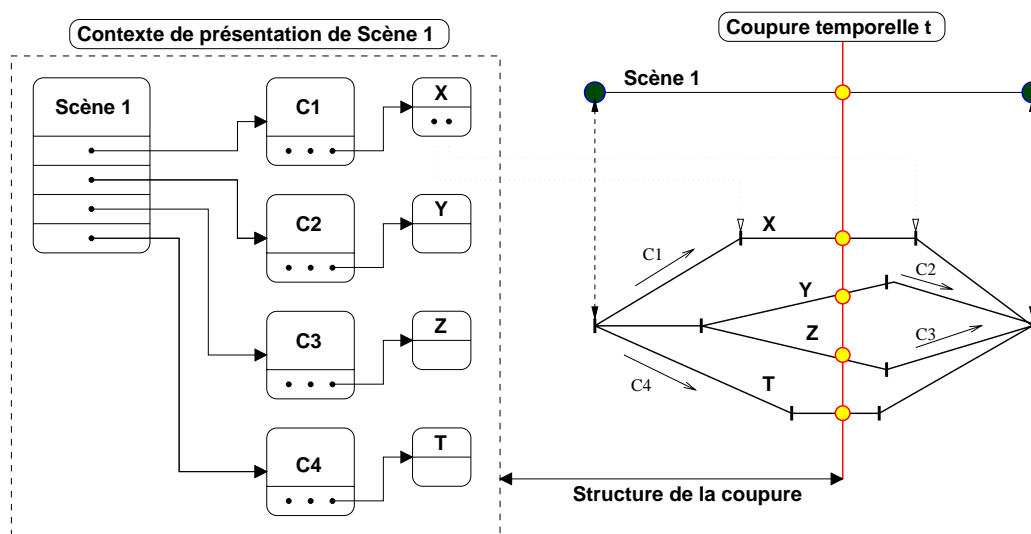 Contexte de présentation de Scène 1
Scène 1
C1
X
C2
Y
C3
Z
C4
T
Coupure temporelle t
Scène 1
X
C1
Y
C2
Z
C3
C4
T
Structure de la coupure